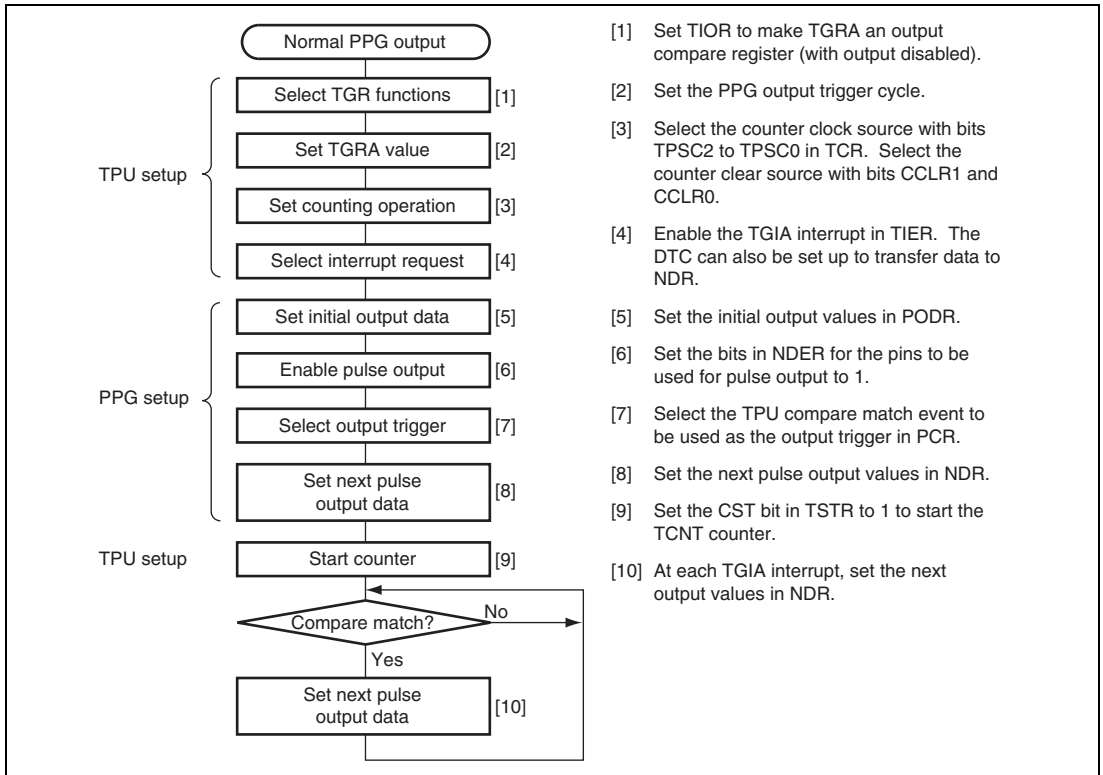 Normal PPG output
TPU setup
Select TGR functions [1]
Set TGRA value [2]
Set counting operation [3]
Select interrupt request [4]
PPG setup
Set initial output data [5]
Enable pulse output [6]
Select output trigger [7]
Set next pulse
output data [8]
TPU setup
Start counter [9]
Compare match?
No
Yes
Set next pulse
output data [10]
[1] Set TIOR to make TGRA an output
compare register (with output disabled).
[2] Set the PPG output trigger cycle.
[3] Select the counter clock source with bits
TPSC2 to TPSC0 in TCR. Select the
counter clear source with bits CCLR1 and
CCLR0.
[4] Enable the TGIA interrupt in TIER. The
DTC can also be set up to transfer data to
NDR.
[5] Set the initial output values in PODR.
[6] Set the bits in NDER for the pins to be
used for pulse output to 1.
[7] Select the TPU compare match event to
be used as the output trigger in PCR.
[8] Set the next pulse output values in NDR.
[9] Set the CST bit in TSTR to 1 to start the
TCNT counter.
[10] At each TGIA interrupt, set the next
output values in NDR.